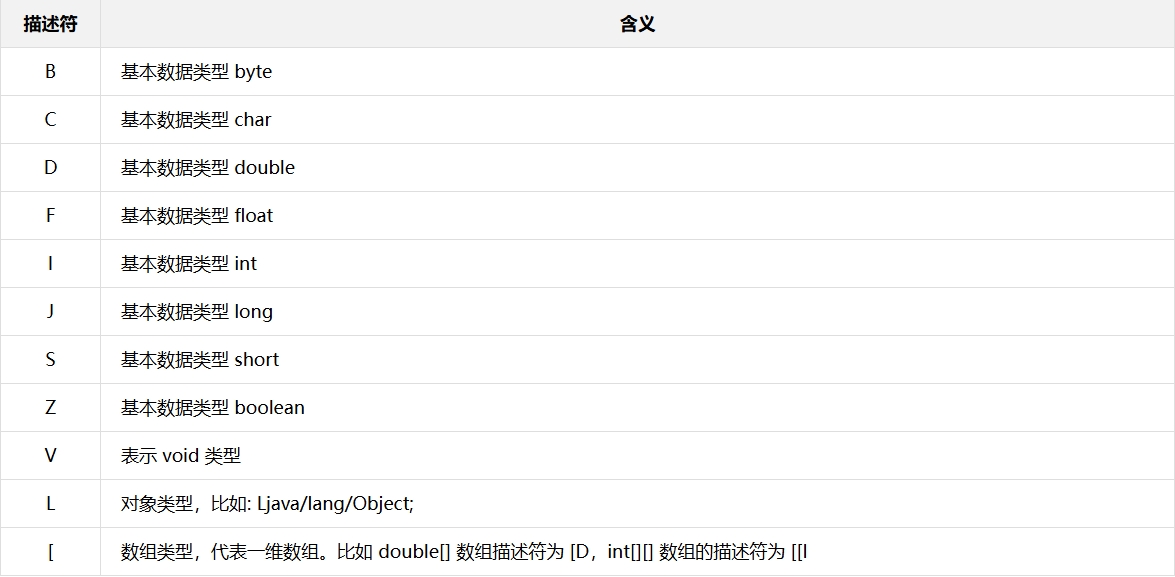 描述符 含义
B 基本数据类型 byte
C 基本数据类型 char
D 基本数据类型 double
F 基本数据类型 float
I 基本数据类型 int
J 基本数据类型 long
S 基本数据类型 short
Z 基本数据类型 boolean
V 表示 void 类型
L 对象类型，比如: Ljava/lang/Object;
[ 数组类型，代表一维数组。比如 double[] 数组描述符为 [D，int[][] 数组的描述符为 [[I